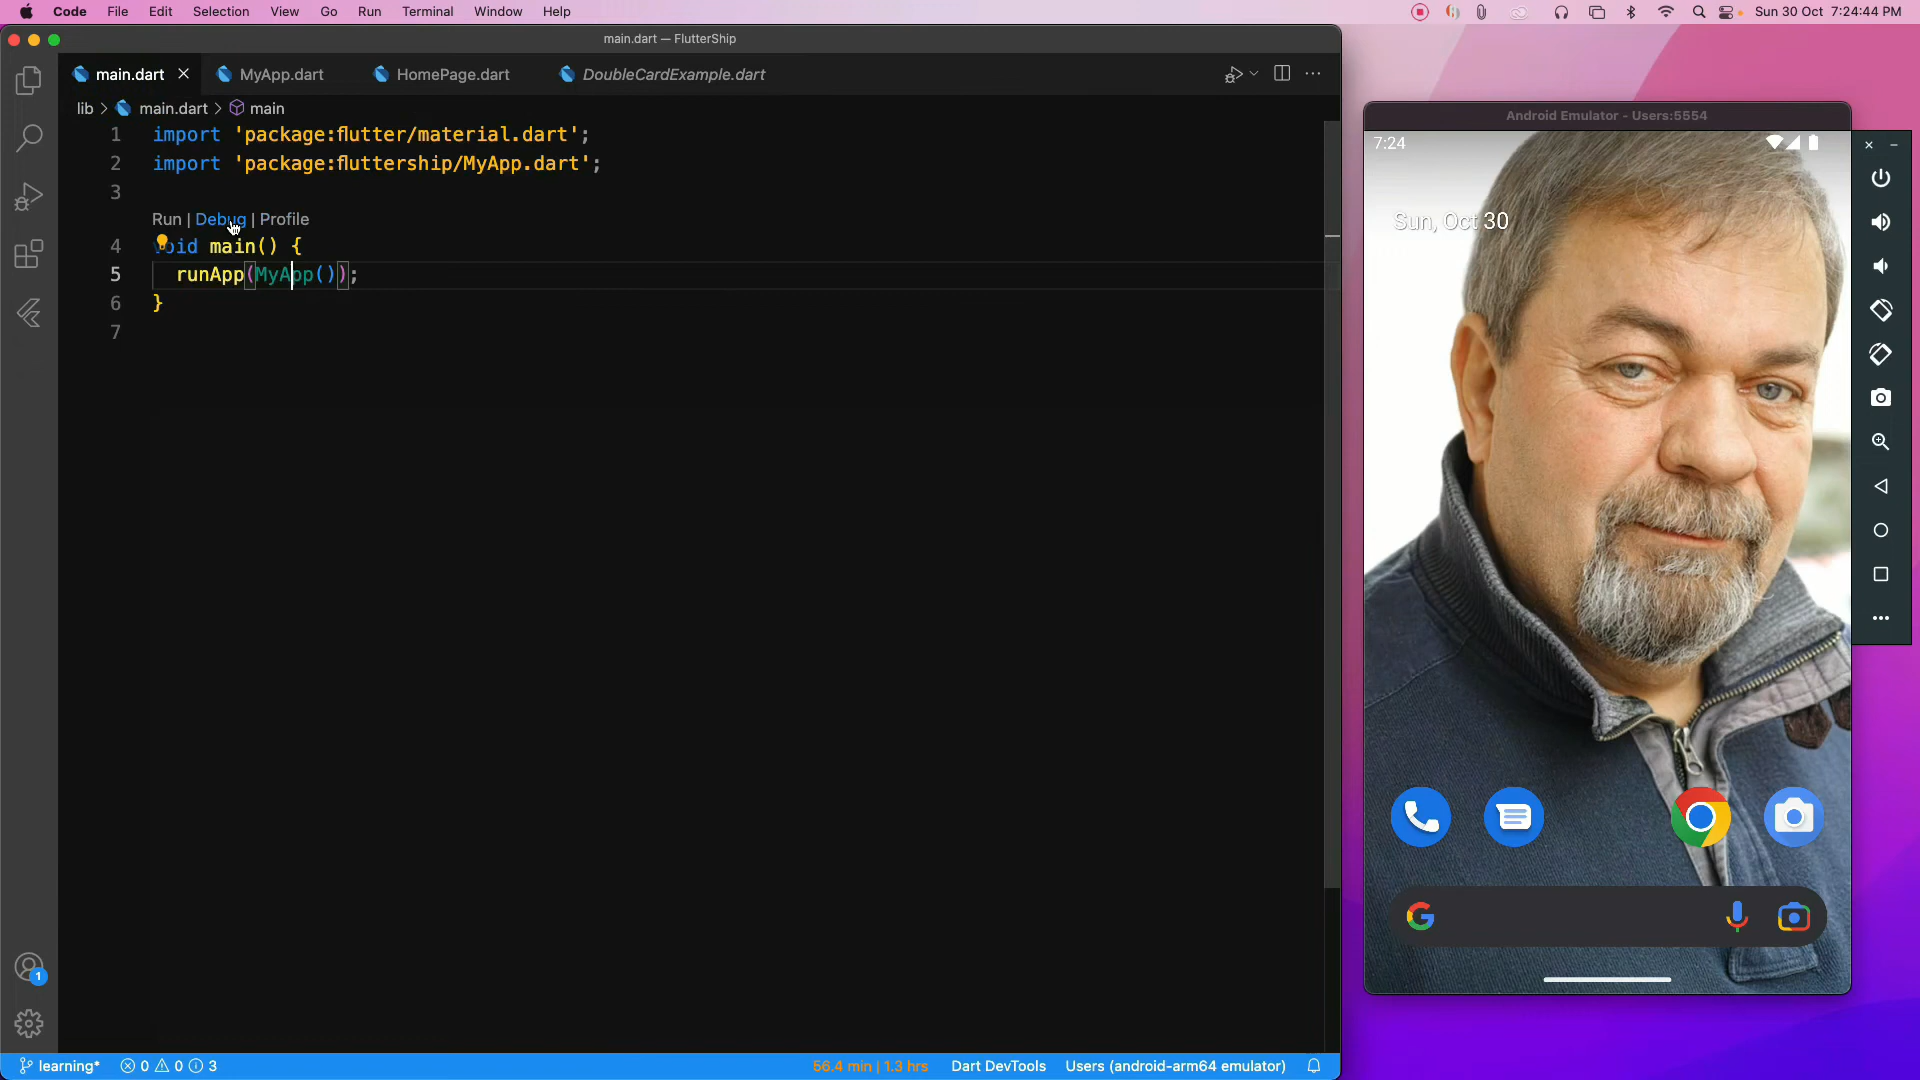 Code File Edit Selection View Go Run Terminal Window Help
Sun 30 Oct 7:24:44 PM
main.dart — FlutterShip
main.dart
MyApp.dart
HomePage.dart
DoubleCardExample.dart
lib > main.dart > main
1 import 'package:flutter/material.dart';
2 import 'package:fluttership/MyApp.dart';
3
Run | Debug | Profile
4 void main() {
5 runApp(MyApp());
6 }
7
Android Emulator - Users:5554
7:24
Sun, Oct 30
1
learning* 0 0 3
56.4 min | 1.3 hrs
Dart DevTools
Users (android-arm64 emulator)